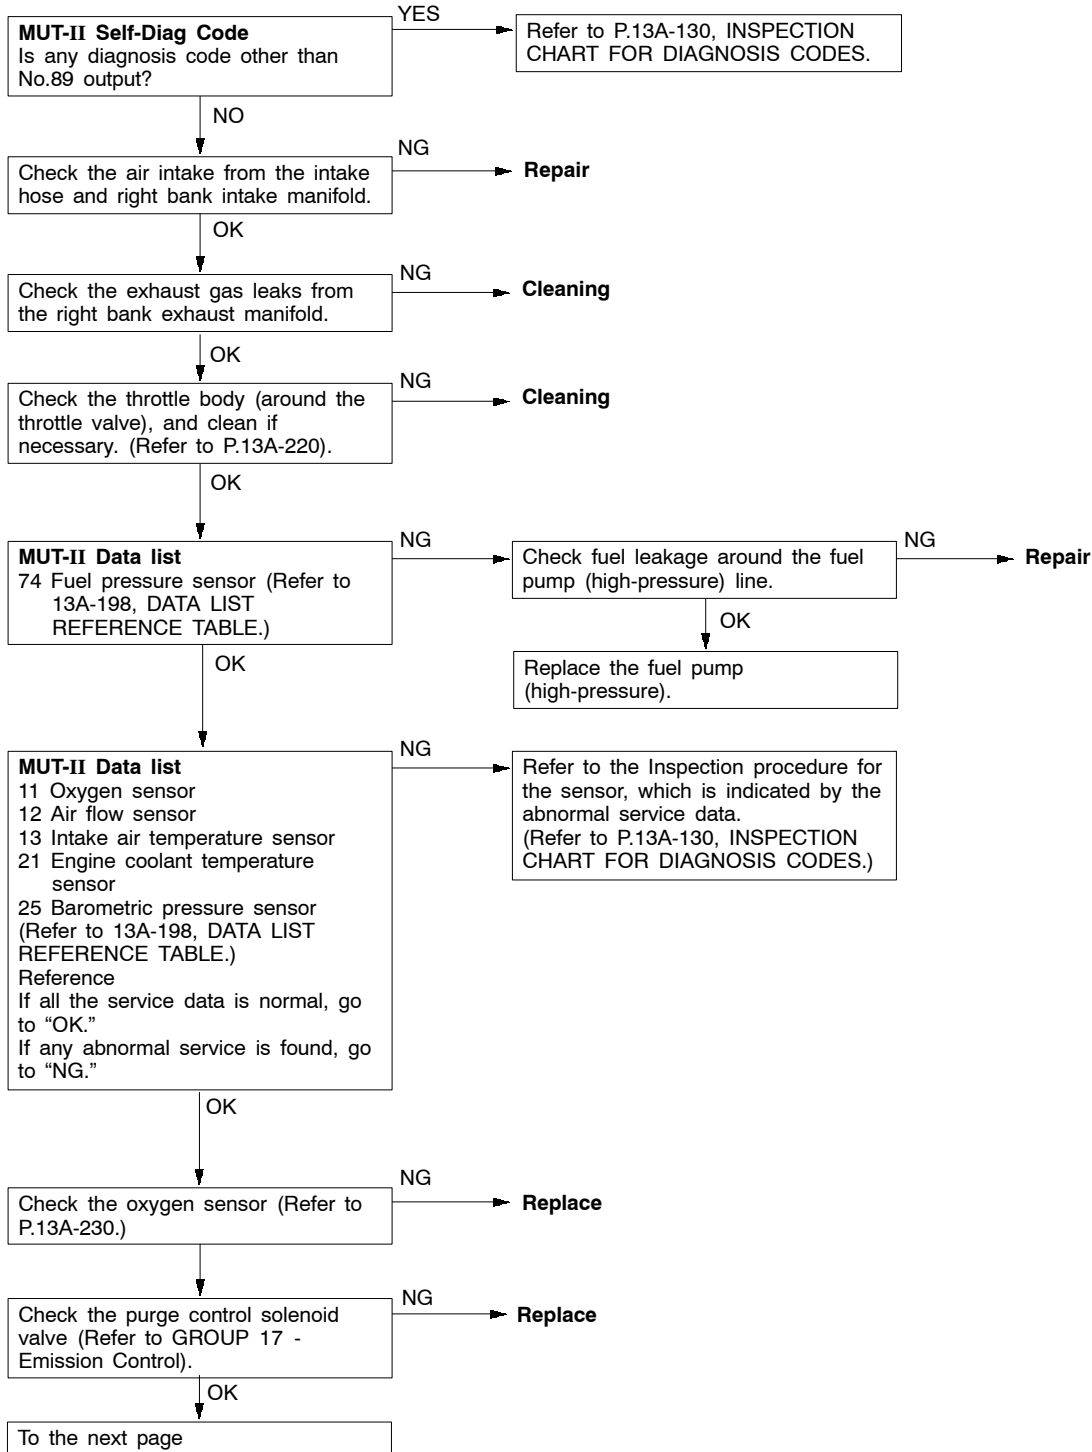 MUT-II Self-Diag Code
Is any diagnosis code other than
No.89 output?
YES
Refer to P.13A-130, INSPECTION
CHART FOR DIAGNOSIS CODES.
NO
Check the air intake from the intake
hose and right bank intake manifold.
NG
Repair
OK
Check the exhaust gas leaks from
the right bank exhaust manifold.
NG
Cleaning
OK
Check the throttle body (around the
throttle valve), and clean if
necessary. (Refer to P.13A-220).
NG
Cleaning
OK
MUT-II Data list
74 Fuel pressure sensor (Refer to
13A-198, DATA LIST
REFERENCE TABLE.)
NG
Check fuel leakage around the fuel
pump (high-pressure) line.
NG
Repair
OK
Replace the fuel pump
(high-pressure).
OK
MUT-II Data list
11 Oxygen sensor
12 Air flow sensor
13 Intake air temperature sensor
21 Engine coolant temperature
sensor
25 Barometric pressure sensor
(Refer to 13A-198, DATA LIST
REFERENCE TABLE.)
Reference
If all the service data is normal, go
to “OK.”
If any abnormal service is found, go
to “NG.”
NG
Refer to the Inspection procedure for
the sensor, which is indicated by the
abnormal service data.
(Refer to P.13A-130, INSPECTION
CHART FOR DIAGNOSIS CODES.)
OK
Check the oxygen sensor (Refer to
P.13A-230.)
NG
Replace
Check the purge control solenoid
valve (Refer to GROUP 17 -
Emission Control).
NG
Replace
OK
To the next page